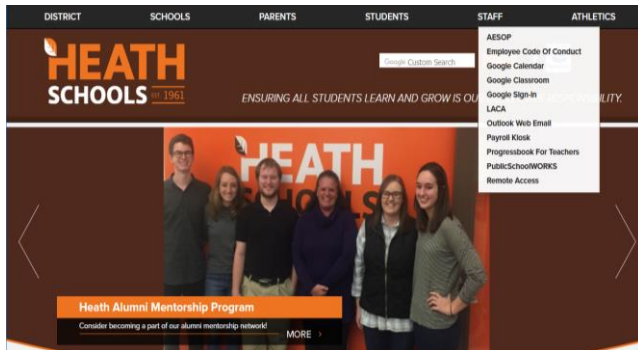 DISTRICT SCHOOLS PARENTS STUDENTS STAFF ATHLETICS
HEATH
SCHOOLS EST. 1961
Google Custom Search
ENSURING ALL STUDENTS LEARN AND GROW IS OU
ITY.
AESOP
Employee Code Of Conduct
Google Calendar
Google Classroom
Google Sign-in
LACA
Outlook Web Email
Payroll Kiosk
Progressbook For Teachers
PublicSchoolWORKS
Remote Access
HEATH
SCHOOLS
Heath Alumni Mentorship Program
Consider becoming a part of our alumni mentorship network!
MORE >